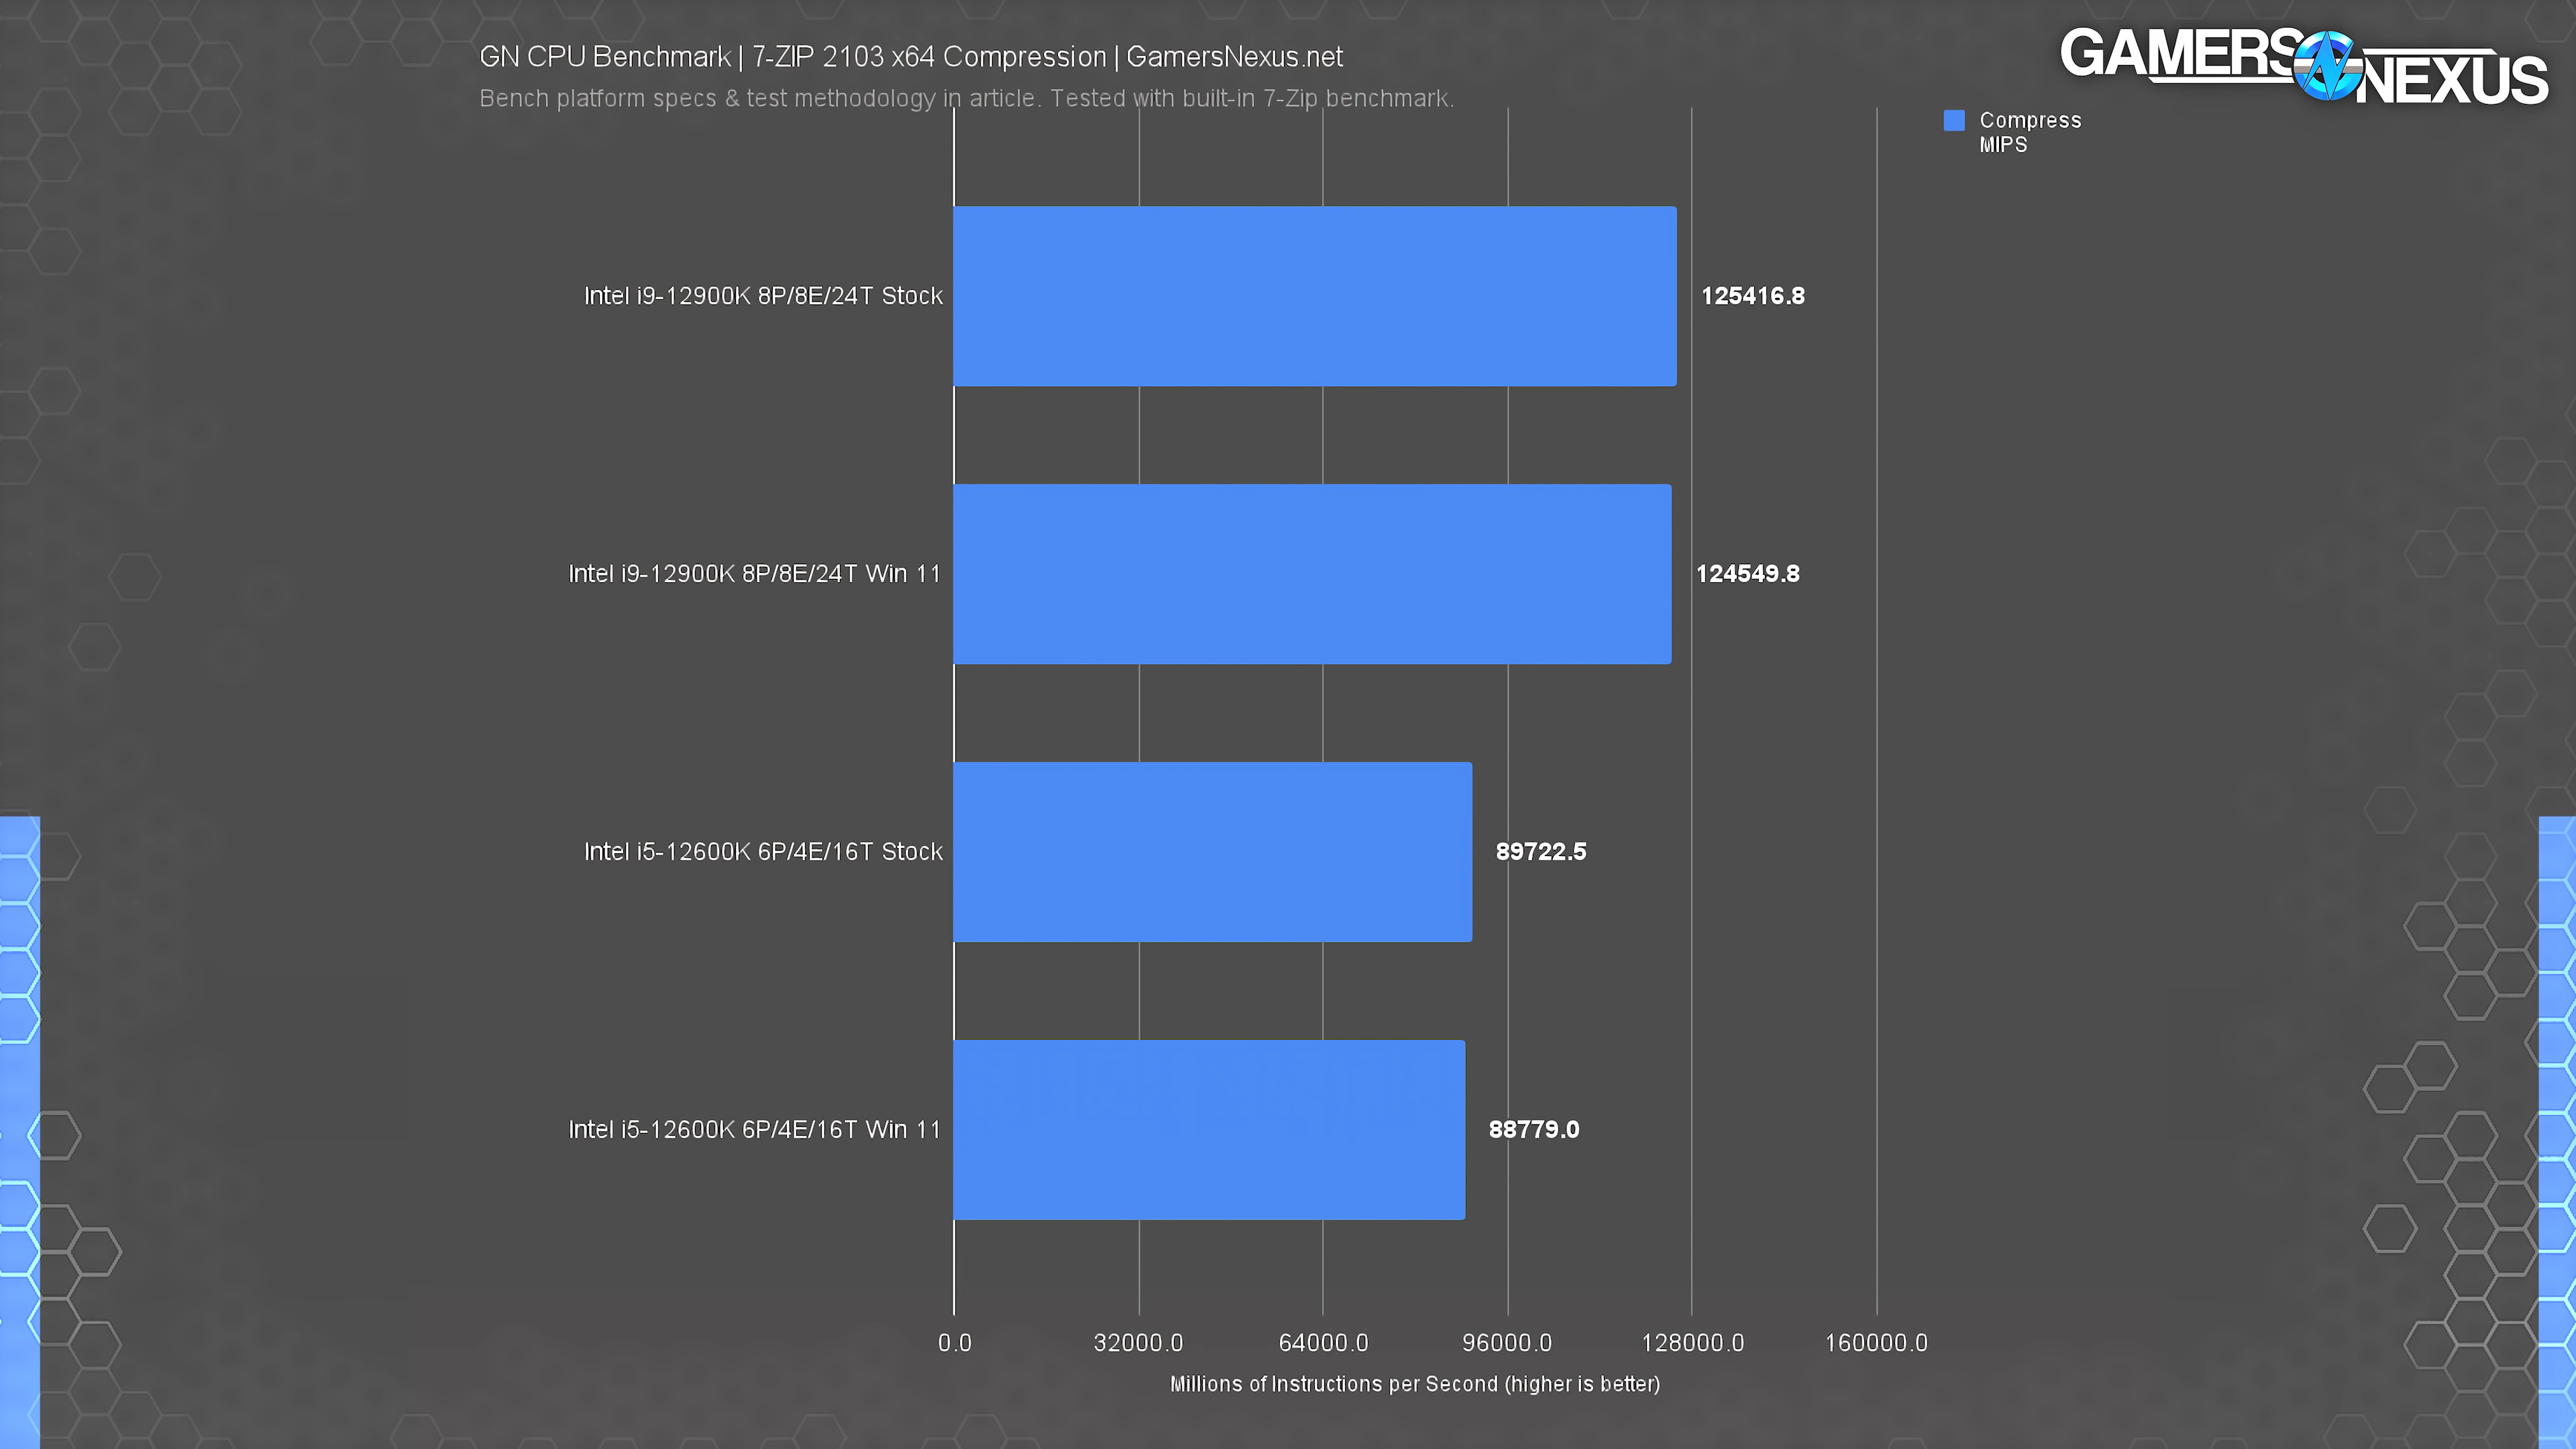 GN CPU Benchmark | 7-ZIP 2103 x64 Compression | GamersNexus.net
Bench platform specs & test methodology in article. Tested with built-in 7-Zip benchmark.
GAMERS NEXUS
Compress
MIPS
Intel i9-12900K 8P/8E/24T Stock 125416.8
Intel i9-12900K 8P/8E/24T Win 11 124549.8
Intel i5-12600K 6P/4E/16T Stock 89722.5
Intel i5-12600K 6P/4E/16T Win 11 88779.0
0.0 32000.0 64000.0 96000.0 128000.0 160000.0
Millions of Instructions per Second (higher is better)